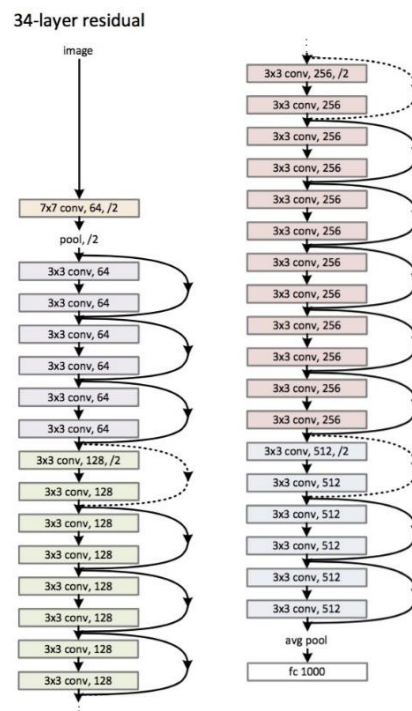 34-layer residual
image
7x7 conv, 64, /2
pool, /2
3x3 conv, 64
3x3 conv, 64
3x3 conv, 64
3x3 conv, 64
3x3 conv, 64
3x3 conv, 64
3x3 conv, 128, /2
3x3 conv, 128
3x3 conv, 128
3x3 conv, 128
3x3 conv, 128
3x3 conv, 128
3x3 conv, 128
3x3 conv, 128
3x3 conv, 256, /2
3x3 conv, 256
3x3 conv, 256
3x3 conv, 256
3x3 conv, 256
3x3 conv, 256
3x3 conv, 256
3x3 conv, 256
3x3 conv, 256
3x3 conv, 256
3x3 conv, 256
3x3 conv, 256
3x3 conv, 512, /2
3x3 conv, 512
3x3 conv, 512
3x3 conv, 512
3x3 conv, 512
3x3 conv, 512
avg pool
fc 1000